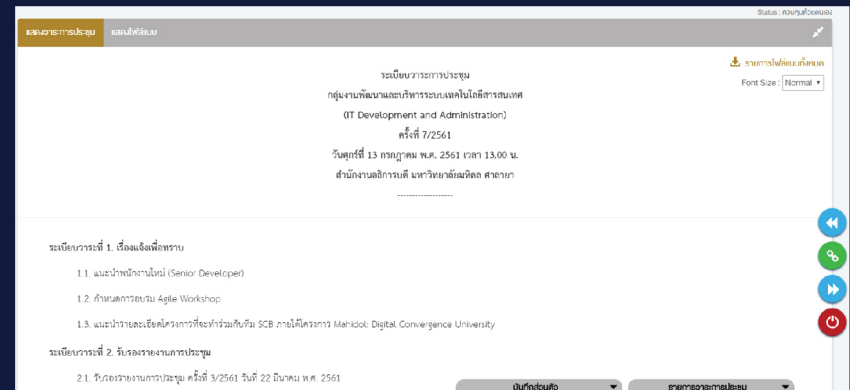 Status : ควบคุมด้วยตนเอง
แสดงวาระการประชุม
แสดงไฟล์แนบ
รายการไฟล์แนบทั้งหมด
Font Size : Normal
ระเบียบวาระการประชุม
กลุ่มงานพัฒนาและบริหารระบบเทคโนโลยีสารสนเทศ
(IT Development and Administration)
ครั้งที่ 7/2561
วันศุกร์ที่ 13 กรกฎาคม พ.ศ. 2561 เวลา 13.00 น.
สำนักงานอธิการบดี มหาวิทยาลัยมหิดล ศาลายา
-------------------
ระเบียบวาระที่ 1. เรื่องแจ้งเพื่อทราบ
1.1. แนะนำพนักงานใหม่ (Senior Developer)
1.2. กำหนดการอบรม Agile Workshop
1.3. แนะนำรายละเอียดโครงการที่จะทำร่วมกับทีม SCB ภายใต้โครงการ Mahidol: Digital Convergence University
ระเบียบวาระที่ 2. รับรองรายงานการประชุม
2.1. รับรองรายงานการประชุม ครั้งที่ 3/2561 วันที่ 22 มีนาคม พ.ศ. 2561
บันทึกส่วนตัว
รายการวาระการประชุม